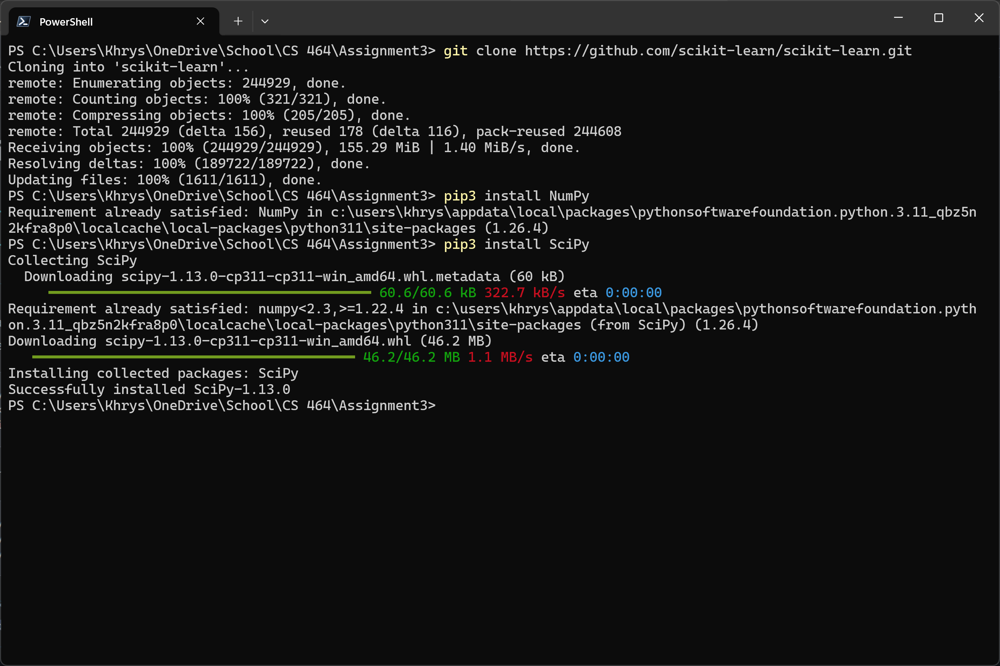 PowerShell
PS C:\Users\Khrys\OneDrive\School\CS 464\Assignment3> git clone https://github.com/scikit-learn/scikit-learn.git
Cloning into 'scikit-learn'...
remote: Enumerating objects: 244929, done.
remote: Counting objects: 100% (321/321), done.
remote: Compressing objects: 100% (205/205), done.
remote: Total 244929 (delta 156), reused 178 (delta 116), pack-reused 244608
Receiving objects: 100% (244929/244929), 155.29 MiB | 1.40 MiB/s, done.
Resolving deltas: 100% (189722/189722), done.
Updating files: 100% (1611/1611), done.
PS C:\Users\Khrys\OneDrive\School\CS 464\Assignment3> pip3 install NumPy
Requirement already satisfied: NumPy in c:\users\khrys\appdata\local\packages\pythonsoftwarefoundation.python.3.11_qbz5n
2kfra8p0\localcache\local-packages\python311\site-packages (1.26.4)
PS C:\Users\Khrys\OneDrive\School\CS 464\Assignment3> pip3 install SciPy
Collecting SciPy
  Downloading scipy-1.13.0-cp311-cp311-win_amd64.whl.metadata (60 kB)
60.6/60.6 kB 322.7 kB/s eta 0:00:00
Requirement already satisfied: numpy<2.3,>=1.22.4 in c:\users\khrys\appdata\local\packages\pythonsoftwarefoundation.pyth
on.3.11_qbz5n2kfra8p0\localcache\local-packages\python311\site-packages (from SciPy) (1.26.4)
Downloading scipy-1.13.0-cp311-cp311-win_amd64.whl (46.2 MB)
46.2/46.2 MB 1.1 MB/s eta 0:00:00
Installing collected packages: SciPy
Successfully installed SciPy-1.13.0
PS C:\Users\Khrys\OneDrive\School\CS 464\Assignment3>